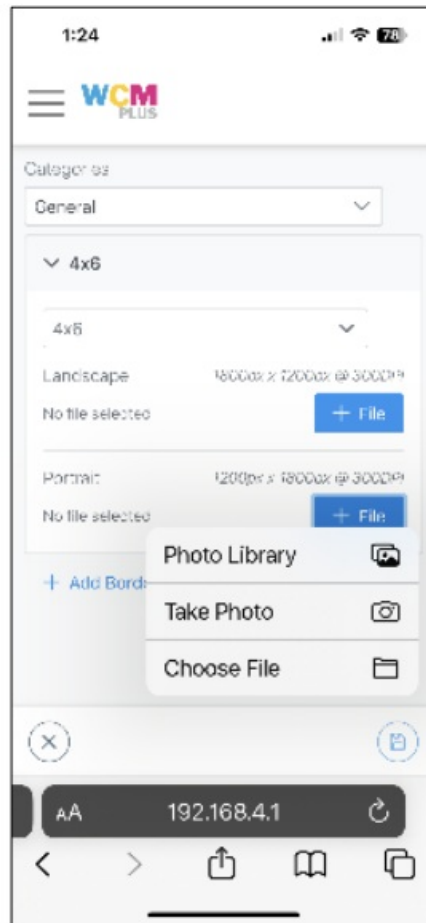 1:24
78
WCM
PLUS
Categories
General
4x6
4x6
Landscape 1800px x 1200px @ 300DPI
No file selected + File
Portrait 1200px x 1800px @ 300DPI
No file selected + File
Photo Library
+ Add Bord
Take Photo
Choose File
AA 192.168.4.1